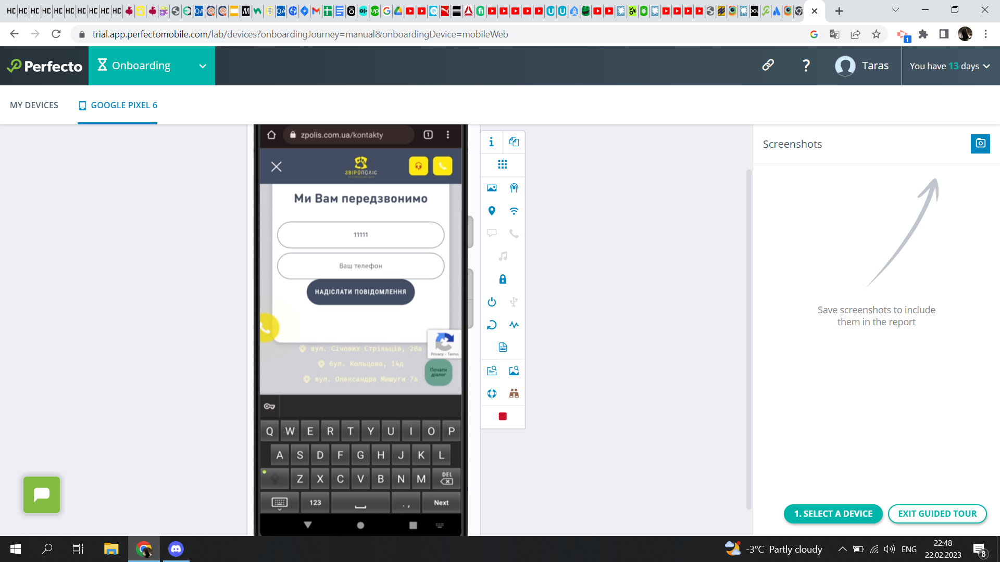 trial.app.perfectomobile.com/lab/devices?onboardingJourney=manual&onboardingDevice=mobileWeb
1
Perfecto
Onboarding
?
Taras
You have 13 days
MY DEVICES
GOOGLE PIXEL 6
zpolis.com.ua/kontakty
1
ЗВІРОПОЛІС
Ми Вам передзвонимо
11111
Ваш телефон
НАДІСЛАТИ ПОВІДОМЛЕННЯ
Privacy - Terms
вул. Січових Стрільців, 28а
бул. Кольцова, 14д
вул. Олександра Мишуги 7а
Почати
діалог
Q W E R T Y U I O P
A S D F G H J K L
Z X C V B N M DEL
123 . , Next
Screenshots
Save screenshots to include
them in the report
1. SELECT A DEVICE
EXIT GUIDED TOUR
-3°C Partly cloudy
ENG
22:48
22.02.2023
8